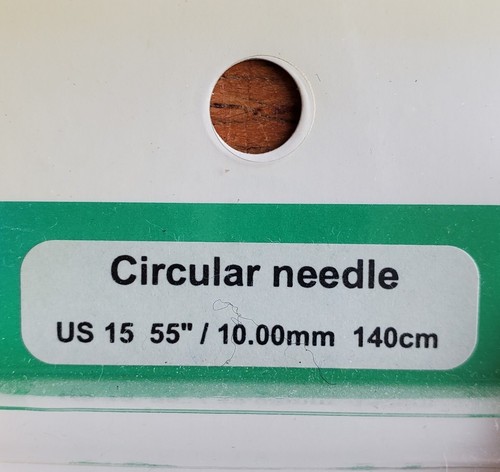 Circular needle
US 15 55" / 10.00mm 140cm